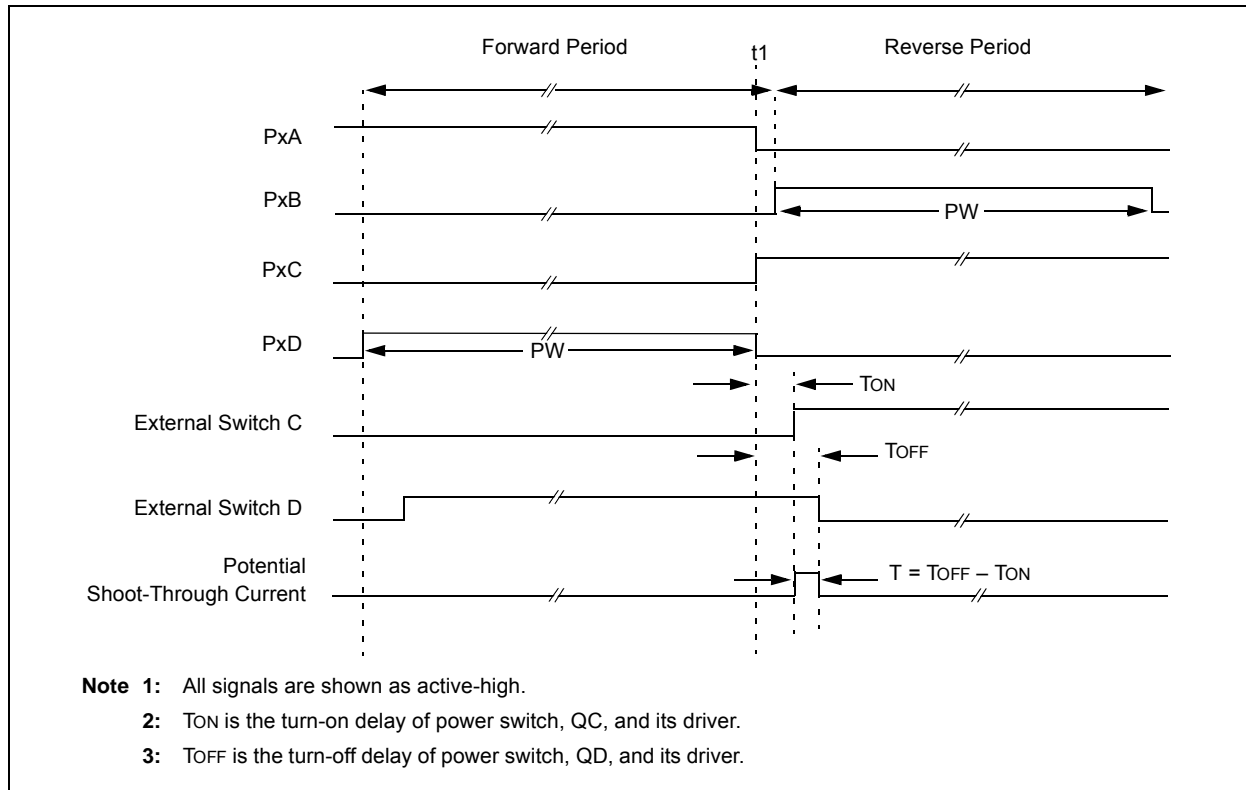 Forward Period
t1
Reverse Period
PxA
PxB
PW
PxC
PxD
PW
TON
External Switch C
TOFF
External Switch D
Potential
Shoot-Through Current
T = TOFF – TON
Note 1: All signals are shown as active-high.
2: TON is the turn-on delay of power switch, QC, and its driver.
3: TOFF is the turn-off delay of power switch, QD, and its driver.